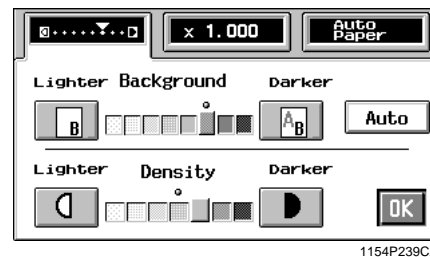 x 1.000
Auto
Paper
Lighter Background Darker
B
A
B
Auto
Lighter Density Darker
OK
1154P239C